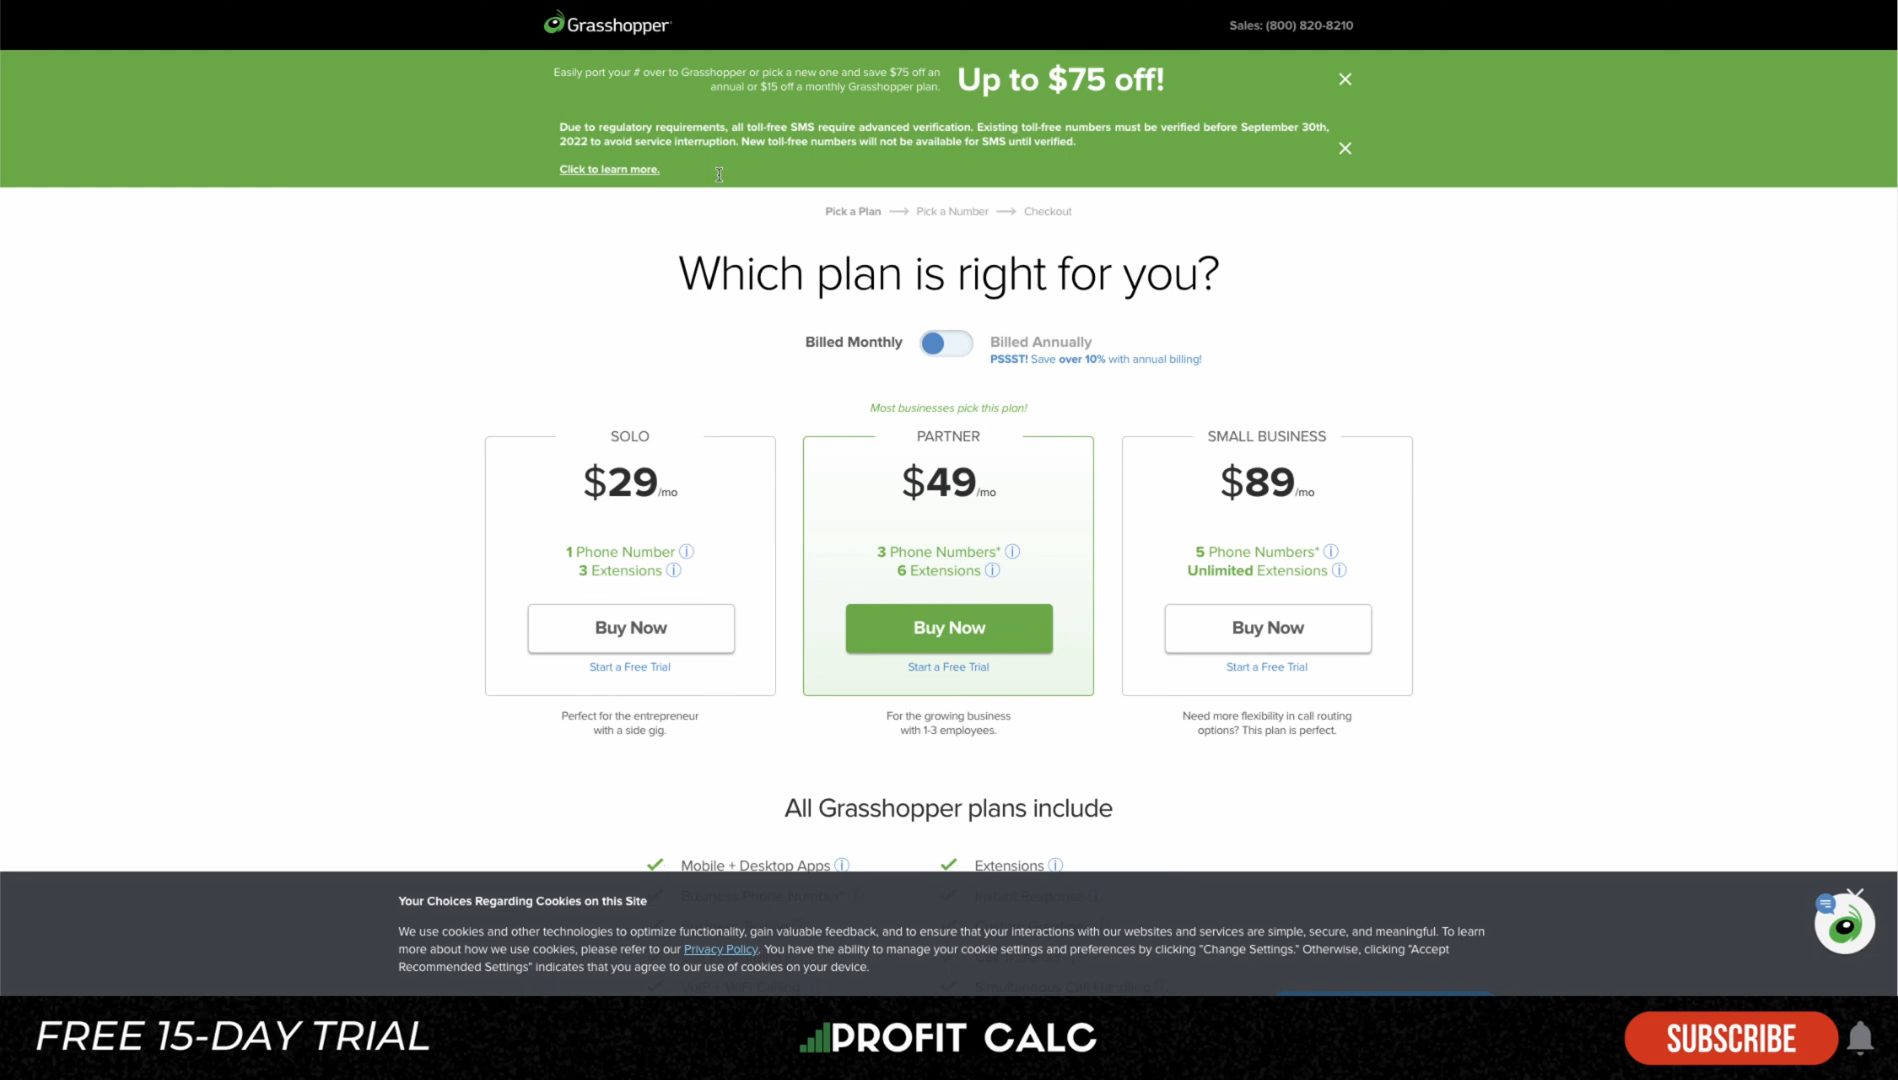 Grasshopper
Sales: (800) 820-8210
Easily port your # over to Grasshopper or pick a new one and save $75 off an
annual or $15 off a monthly Grasshopper plan.
Up to $75 off!
Due to regulatory requirements, all toll-free SMS require advanced verification. Existing toll-free numbers must be verified before September 30th,
2022 to avoid service interruption. New toll-free numbers will not be available for SMS until verified.
Click to learn more.
Pick a Plan → Pick a Number → Checkout
Which plan is right for you?
Billed Monthly
Billed Annually
PSSST! Save over 10% with annual billing!
Most businesses pick this plan!
SOLO
$29/mo
1 Phone Number
3 Extensions
Buy Now
Start a Free Trial
Perfect for the entrepreneur
with a side gig.
PARTNER
$49/mo
3 Phone Numbers*
6 Extensions
Buy Now
Start a Free Trial
For the growing business
with 1-3 employees.
SMALL BUSINESS
$89/mo
5 Phone Numbers*
Unlimited Extensions
Buy Now
Start a Free Trial
Need more flexibility in call routing
options? This plan is perfect.
All Grasshopper plans include
Mobile + Desktop Apps
Extensions
Business Phone Number*
Instant Response
Your Choices Regarding Cookies on this Site
We use cookies and other technologies to optimize functionality, gain valuable feedback, and to ensure that your interactions with our websites and services are simple, secure, and meaningful. To learn
more about how we use cookies, please refer to our Privacy Policy. You have the ability to manage your cookie settings and preferences by clicking "Change Settings." Otherwise, clicking "Accept
Recommended Settings" indicates that you agree to our use of cookies on your device.
VoIP + WiFi Calling
Simultaneous Call Handling
FREE 15-DAY TRIAL
PROFIT CALC
SUBSCRIBE